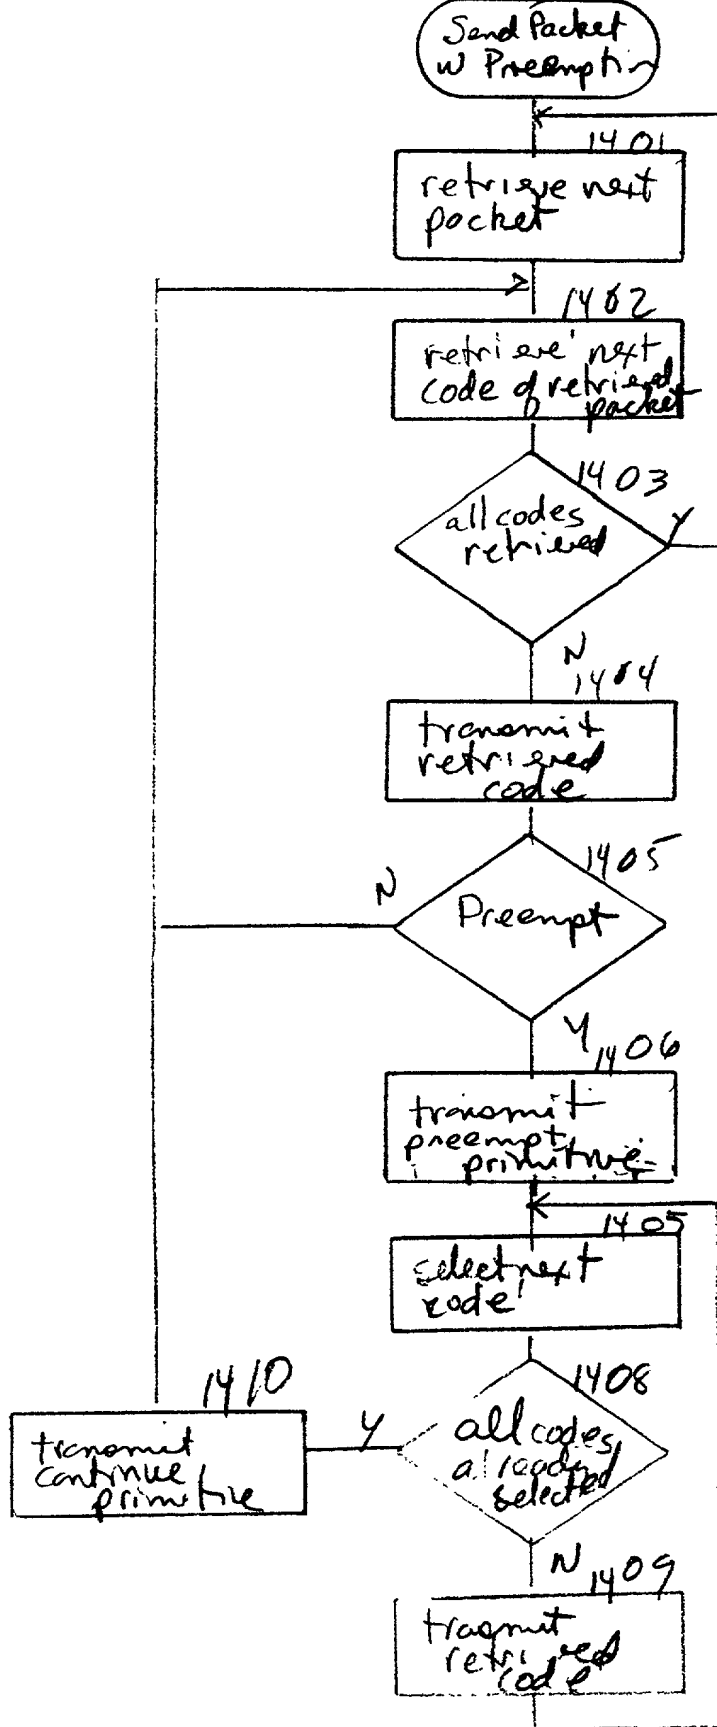 Send Packet
w Preemption
1401
retrieve next
packet
1402
retrieve next
code of retrieved
packet
1403
all codes
retrieved
Y
N
1404
transmit
retrieved
code
1405
N
Preempt
Y
1406
transmit
preempt
primitive
1405
select next
code
1410
1408
transmit
continue
primitive
Y
all codes
already
selected
N
1409
transmit
retrieved
code